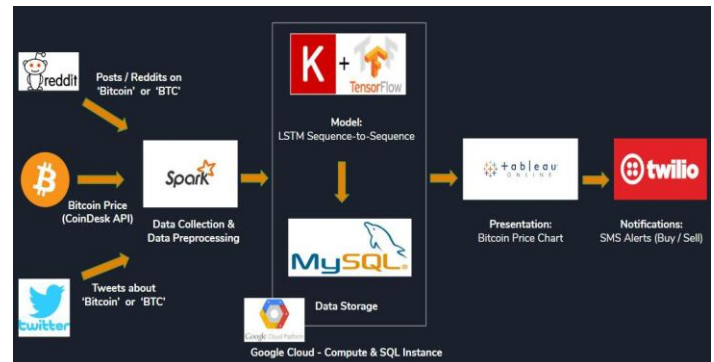 reddit
Posts / Reddits on
'Bitcoin' or 'BTC'
K + TensorFlow
Model:
LSTM Sequence-to-Sequence
Bitcoin Price
(CoinDesk API)
Spark
Data Collection &
Data Preprocessing
+ableau
ONLINE
Presentation:
Bitcoin Price Chart
twilio
Notifications:
SMS Alerts (Buy / Sell)
twitter
Tweets about
'Bitcoin' or 'BTC'
MySQL
Data Storage
Google Cloud Platform
Google Cloud - Compute & SQL Instance